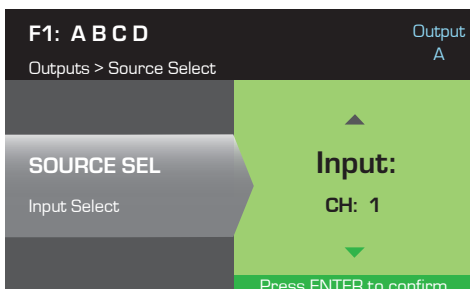 F1: A B C D
Output
A
Outputs > Source Select
SOURCE SEL
Input Select
Input:
CH: 1
Press ENTER to confirm